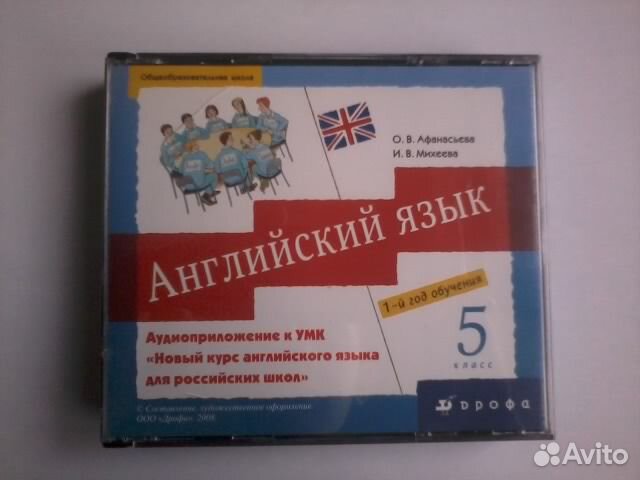 Общеобразовательная школа
О. В. Афанасьева
И. В. Михеева
Английский язык
1-й год обучения
5
класс
Аудиоприложение к УМК
«Новый курс английского языка
для российских школ»
© Составление, художественное оформление.
ООО «Дрофа», 2008
дрофа
Avito